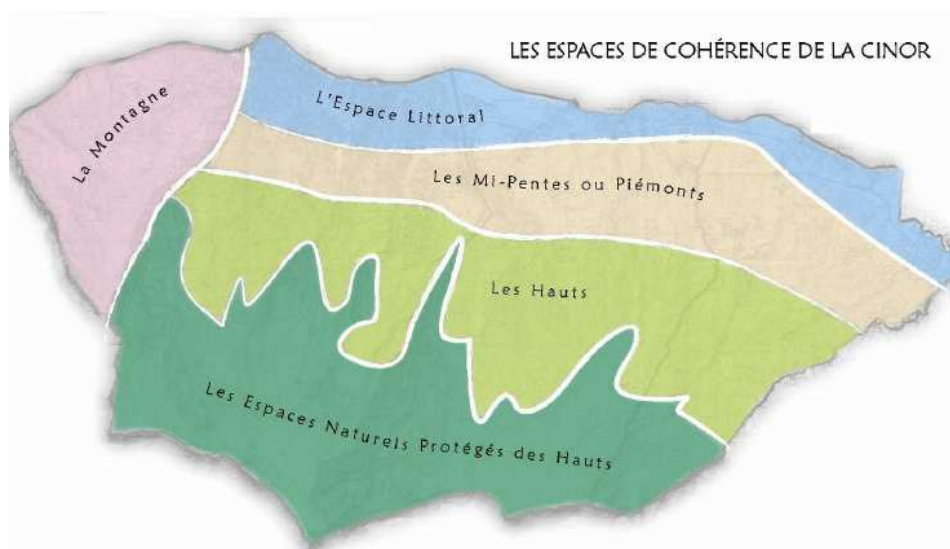 LES ESPACES DE COHÉRENCE DE LA CINOR
La Montagne
L'Espace Littoral
Les Mi-Pentes ou Piémonts
Les Hauts
Les Espaces Naturels Protégés des Hauts